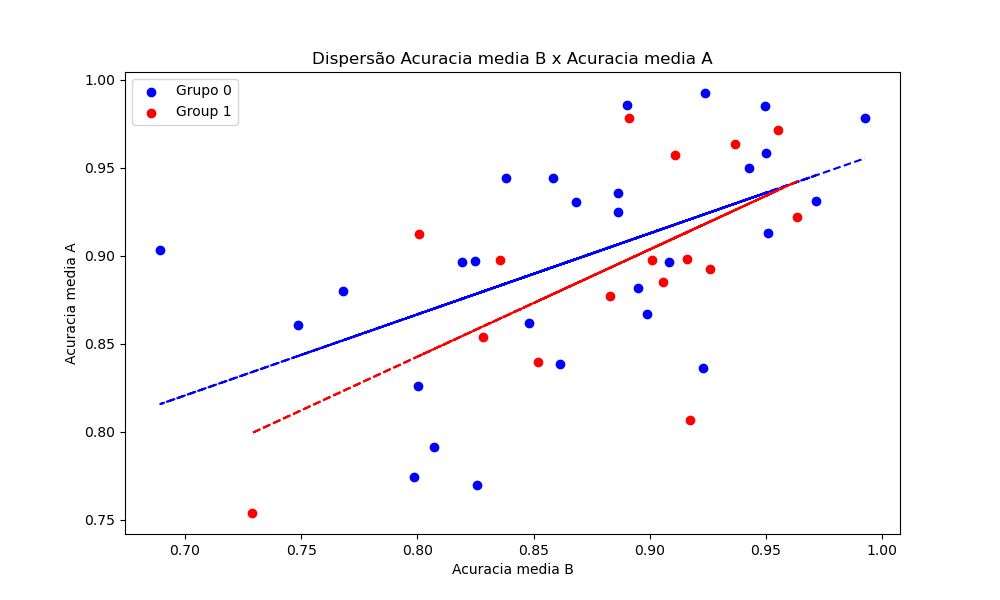 Dispersão Acuracia media B x Acuracia media A
Grupo 0
Group 1
Acuracia media A
1.00
0.95
0.90
0.85
0.80
0.75
0.70
0.75
0.80
0.85
0.90
0.95
1.00
Acuracia media B